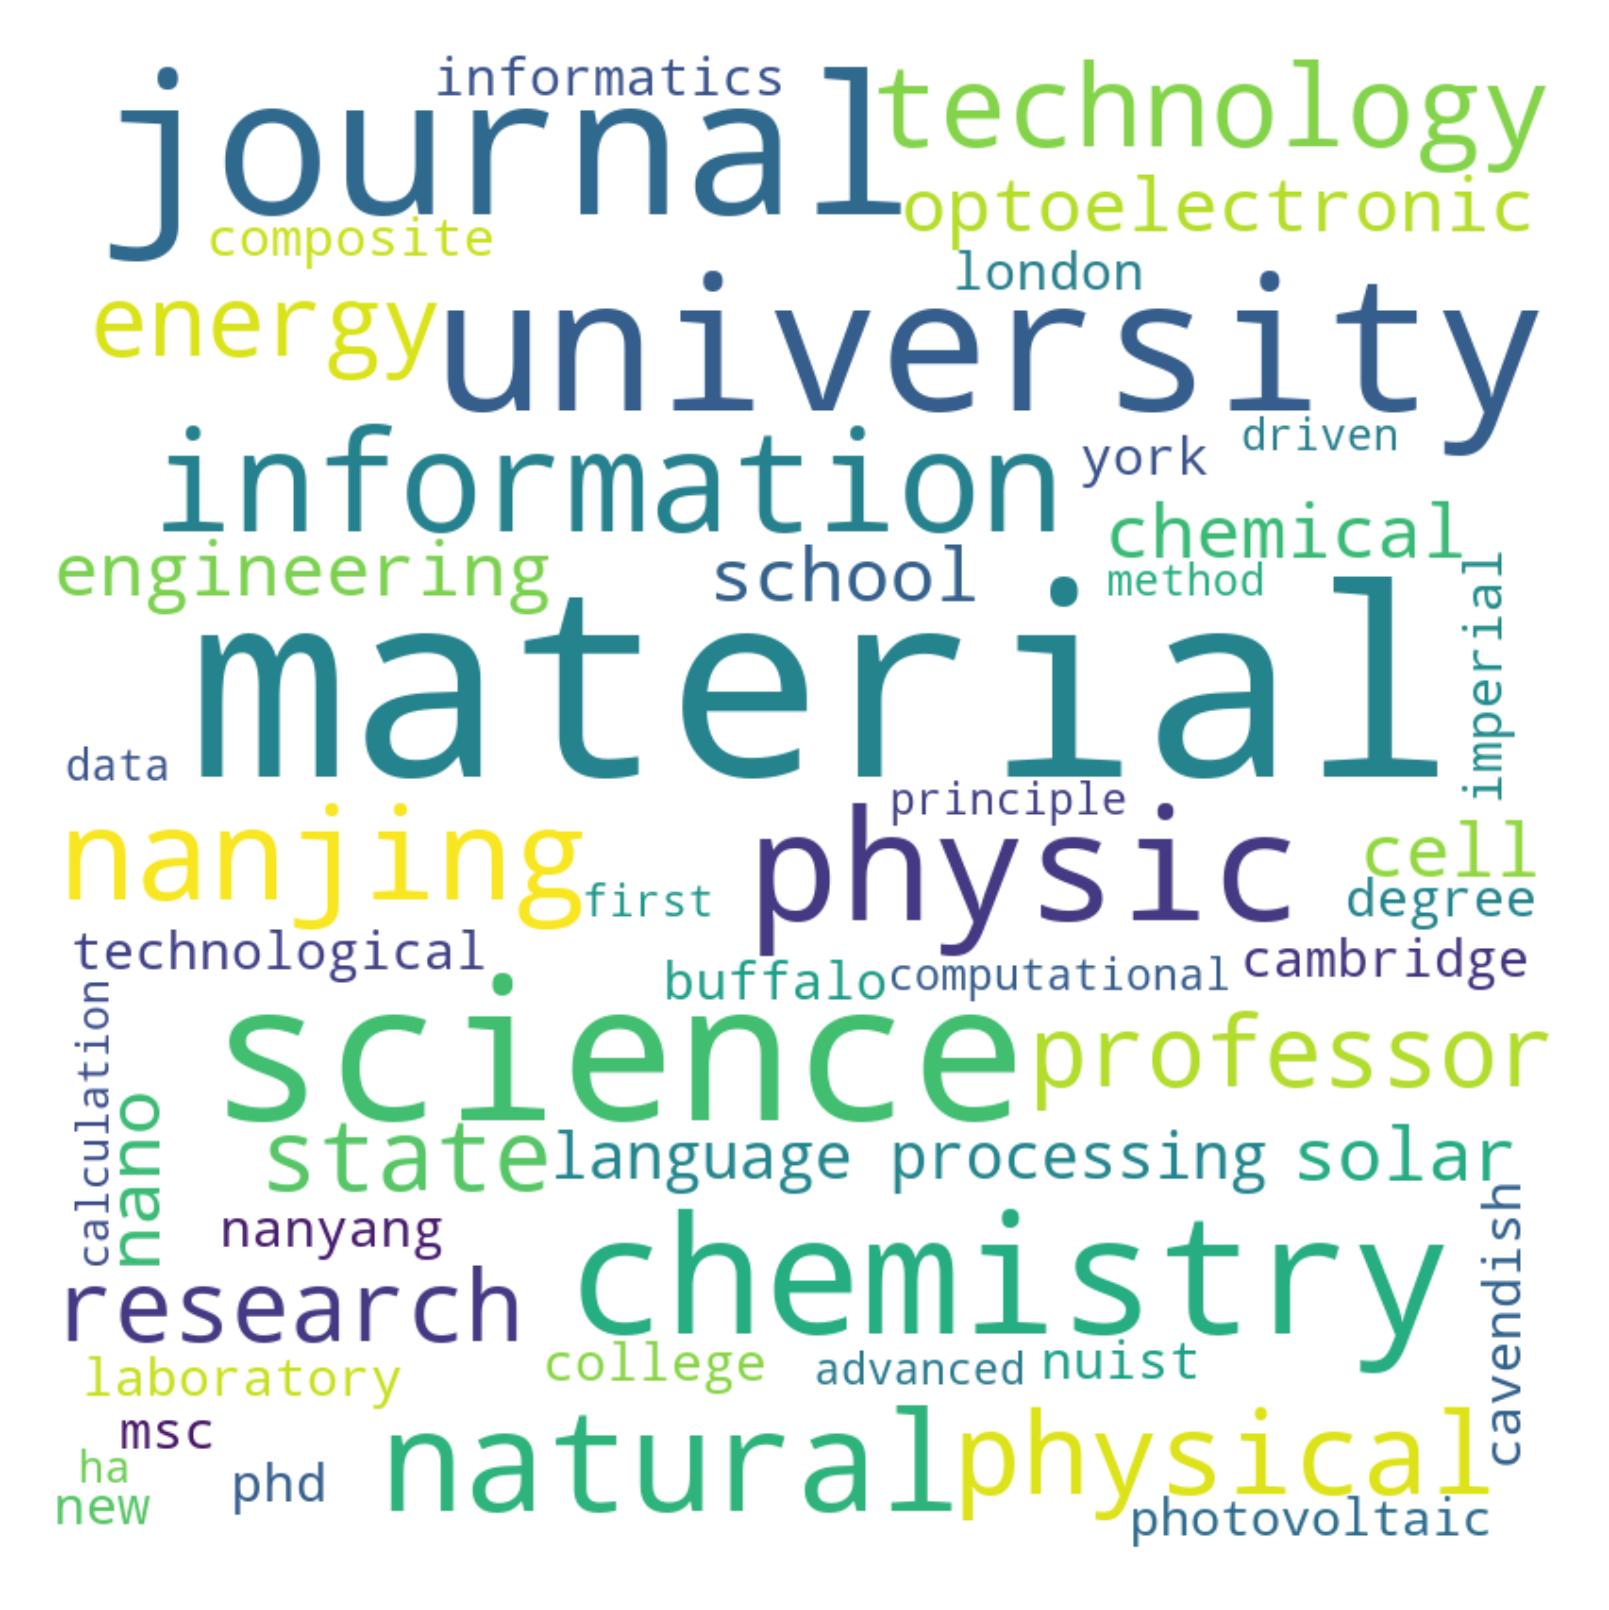 informatics
journal
technology
optoelectronic
composite
london
energy
university
information
york
driven
chemical
engineering
school
method
imperial
material
data
principle
nanjing
physic
cell
first
degree
technological
buffalo
computational
cambridge
calculation
science
professor
nano
state
language processing
solar
nanyang
chemistry
cavendish
research
laboratory
college
advanced
nuist
msc
natural
physical
ha
phd
new
photovoltaic